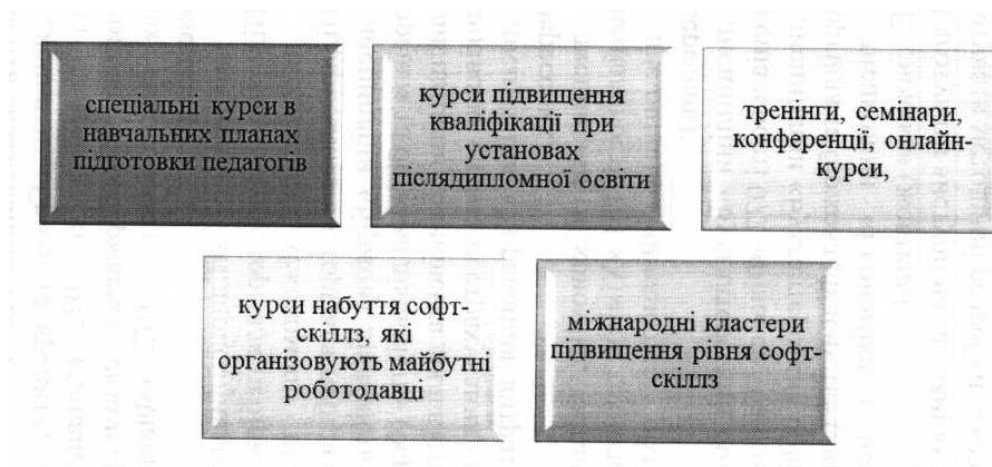 спеціальні курси в
навчальних планах
підготовки педагогів
курси підвищення
кваліфікації при
установах
післядипломної освіти
тренінги, семінари,
конференції, онлайн-
курси,
курси набуття софт-
скіллз, які
організовують майбутні
роботодавці
міжнародні кластери
підвищення рівня софт-
скіллз